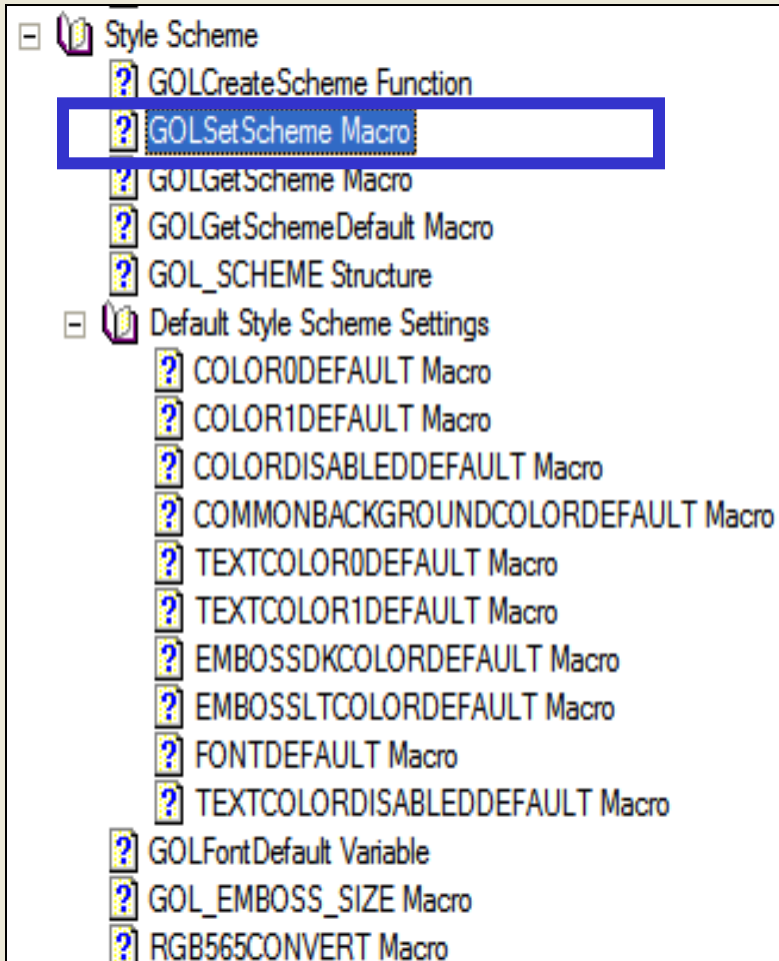 Style Scheme
GOLCreateScheme Function
GOLSetScheme Macro
GOLGetScheme Macro
GOLGetSchemeDefault Macro
GOL_SCHEME Structure
Default Style Scheme Settings
COLOR0DEFAULT Macro
COLOR1DEFAULT Macro
COLORDISABLEDDEFAULT Macro
COMMONBACKGROUNDCOLORDEFAULT Macro
TEXTCOLOR0DEFAULT Macro
TEXTCOLOR1DEFAULT Macro
EMBOSSDKCOLORDEFAULT Macro
EMBOSSLTCOLORDEFAULT Macro
FONTDEFAULT Macro
TEXTCOLORDISABLEDDEFAULT Macro
GOLFontDefault Variable
GOL_EMBOSS_SIZE Macro
RGB565CONVERT Macro